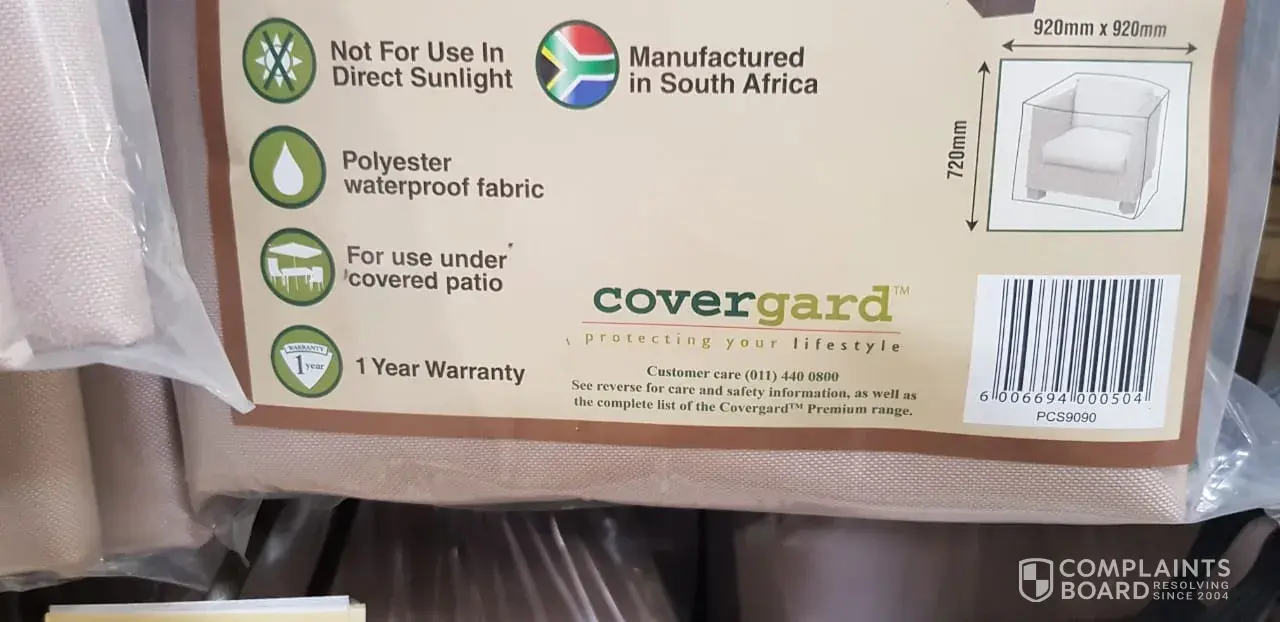 Not For Use In
Direct Sunlight
Manufactured
in South Africa
Polyester
waterproof fabric
For use under
covered patio
WARRANTY
1 year
1 Year Warranty
920mm x 920mm
720mm
covergard™
protecting your lifestyle
Customer care (011) 440 0800
See reverse for care and safety information, as well as
the complete list of the Covergard™ Premium range.
6 006694 000504
PCS9090
COMPLAINTS
BOARD RESOLVING
SINCE 2004